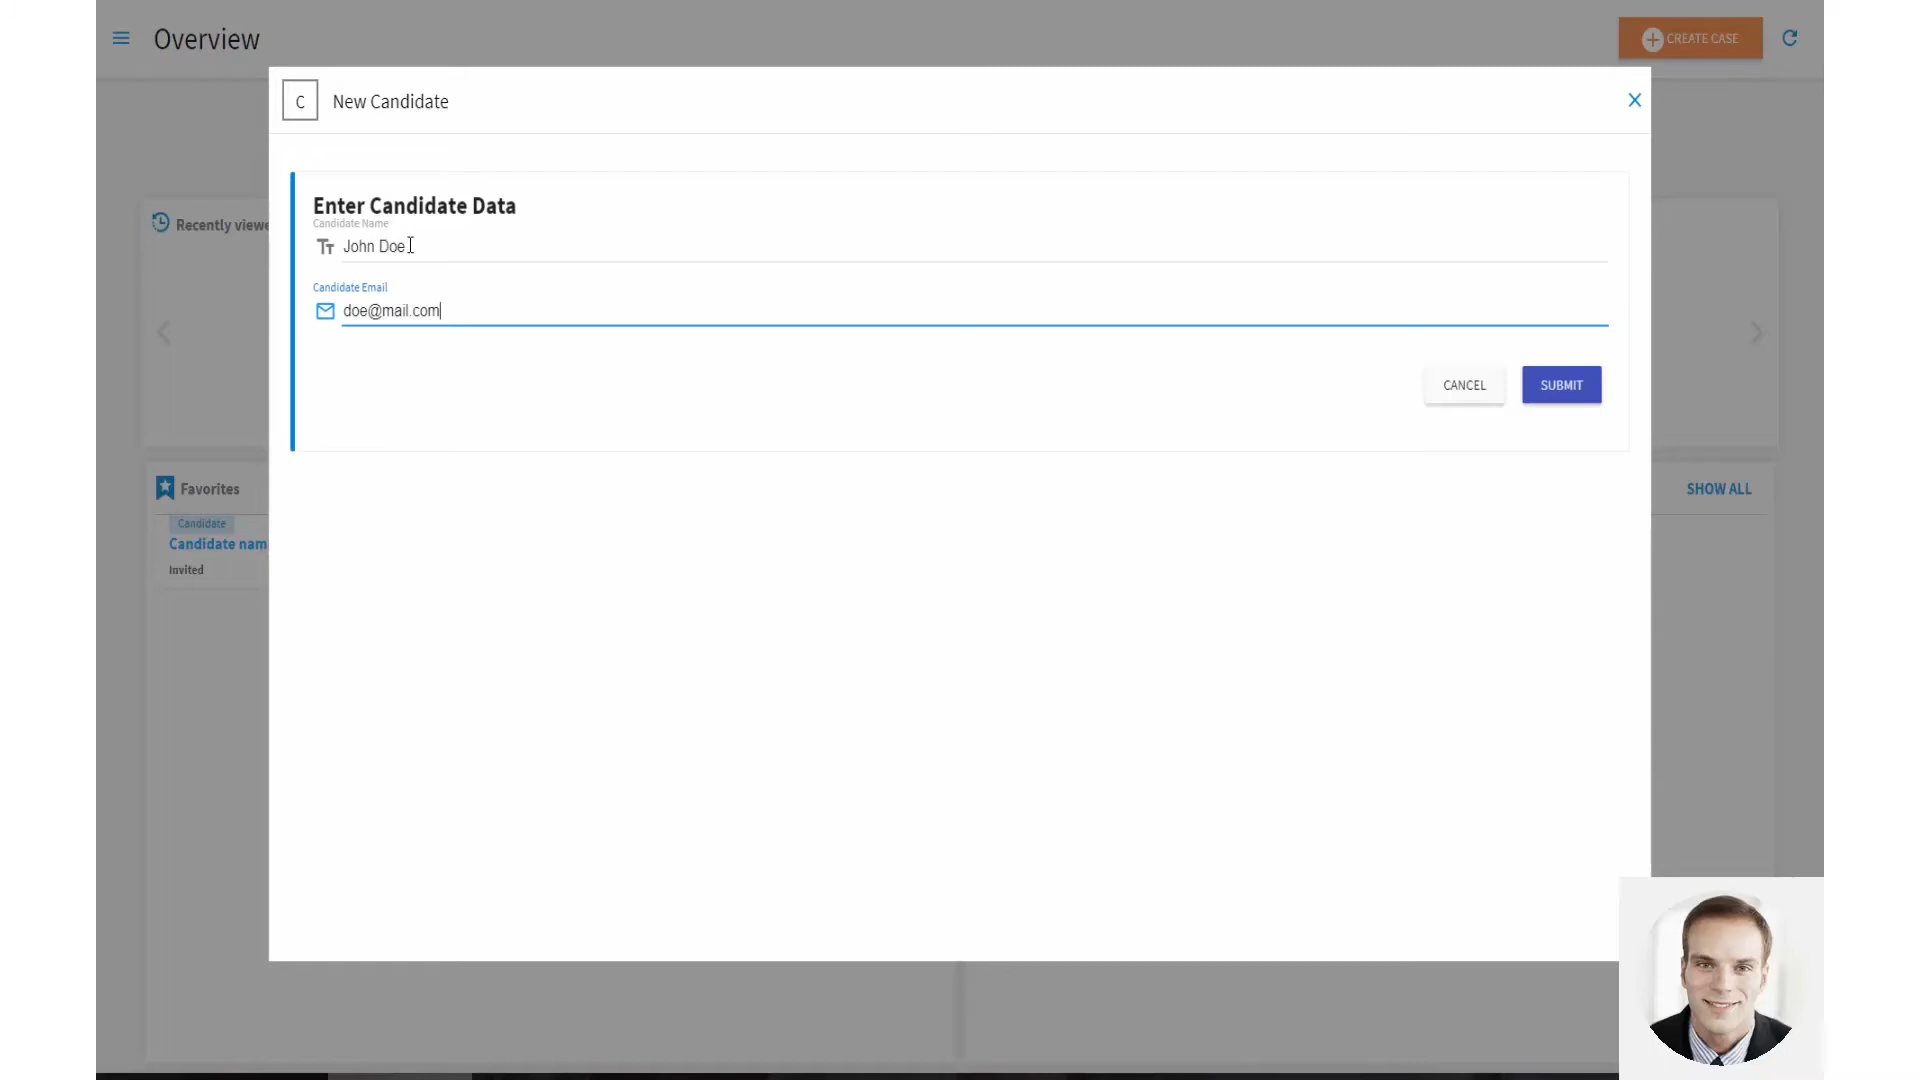 Overview
CREATE CASE
C New Candidate
Recently viewe
Enter Candidate Data
Candidate Name
John Doe
Candidate Email
doe@mail.com
CANCEL SUBMIT
Favorites
SHOW ALL
Candidate
Candidate nam
Invited